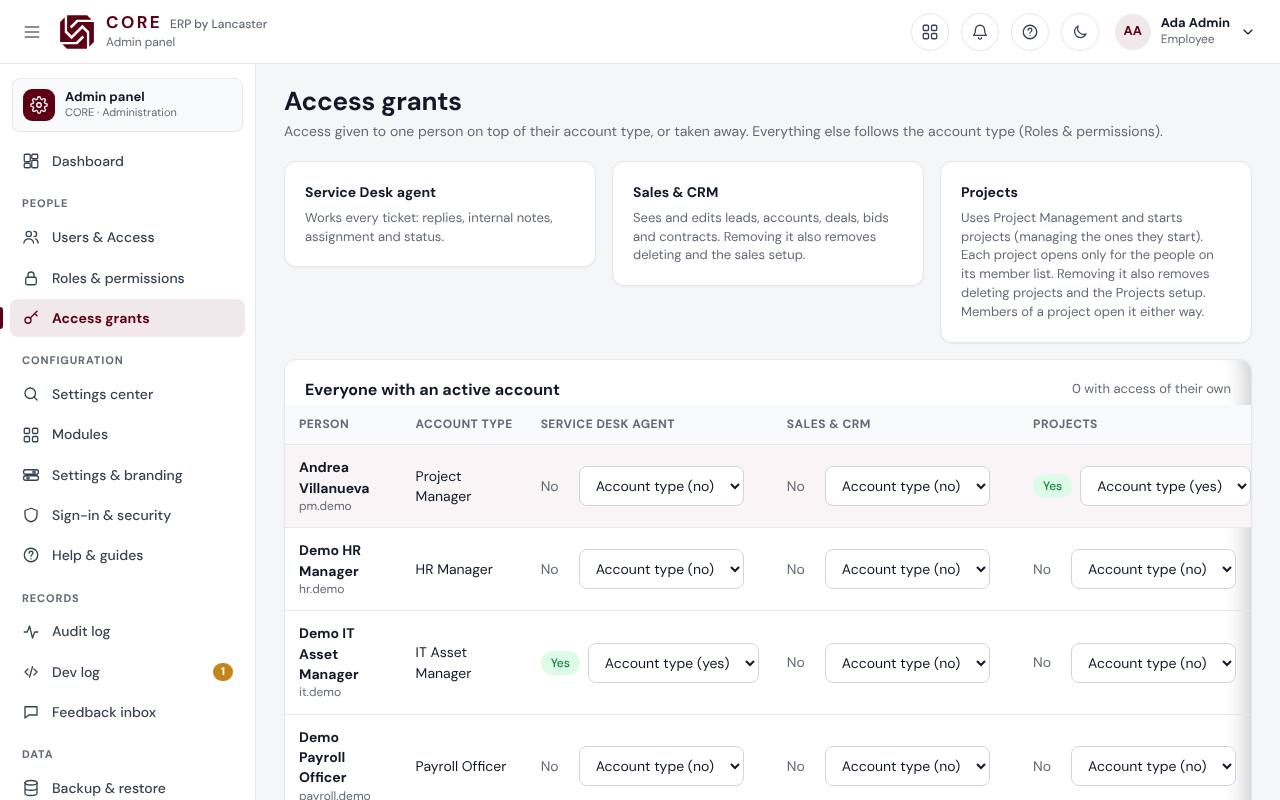 CORE ERP by Lancaster
Admin panel
AA
Ada Admin
Employee
Admin panel
CORE · Administration
Dashboard
PEOPLE
Users & Access
Roles & permissions
Access grants
CONFIGURATION
Settings center
Modules
Settings & branding
Sign-in & security
Help & guides
RECORDS
Audit log
Dev log 1
Feedback inbox
DATA
Backup & restore
Access grants
Access given to one person on top of their account type, or taken away. Everything else follows the account type (Roles & permissions).
Service Desk agent
Works every ticket: replies, internal notes,
assignment and status.
Sales & CRM
Sees and edits leads, accounts, deals, bids
and contracts. Removing it also removes
deleting and the sales setup.
Projects
Uses Project Management and starts
projects (managing the ones they start).
Each project opens only for the people on
its member list. Removing it also removes
deleting projects and the Projects setup.
Members of a project open it either way.
Everyone with an active account 0 with access of their own
PERSON ACCOUNT TYPE SERVICE DESK AGENT SALES & CRM PROJECTS
Andrea
Villanueva
pm.demo
Project
Manager
No Account type (no) No Account type (no) Yes Account type (yes)
Demo HR
Manager
hr.demo
HR Manager
No Account type (no) No Account type (no) No Account type (no)
Demo IT
Asset
Manager
it.demo
IT Asset
Manager
Yes Account type (yes) No Account type (no) No Account type (no)
Demo
Payroll
Officer
payroll.demo
Payroll Officer
No Account type (no) No Account type (no) No Account type (no)